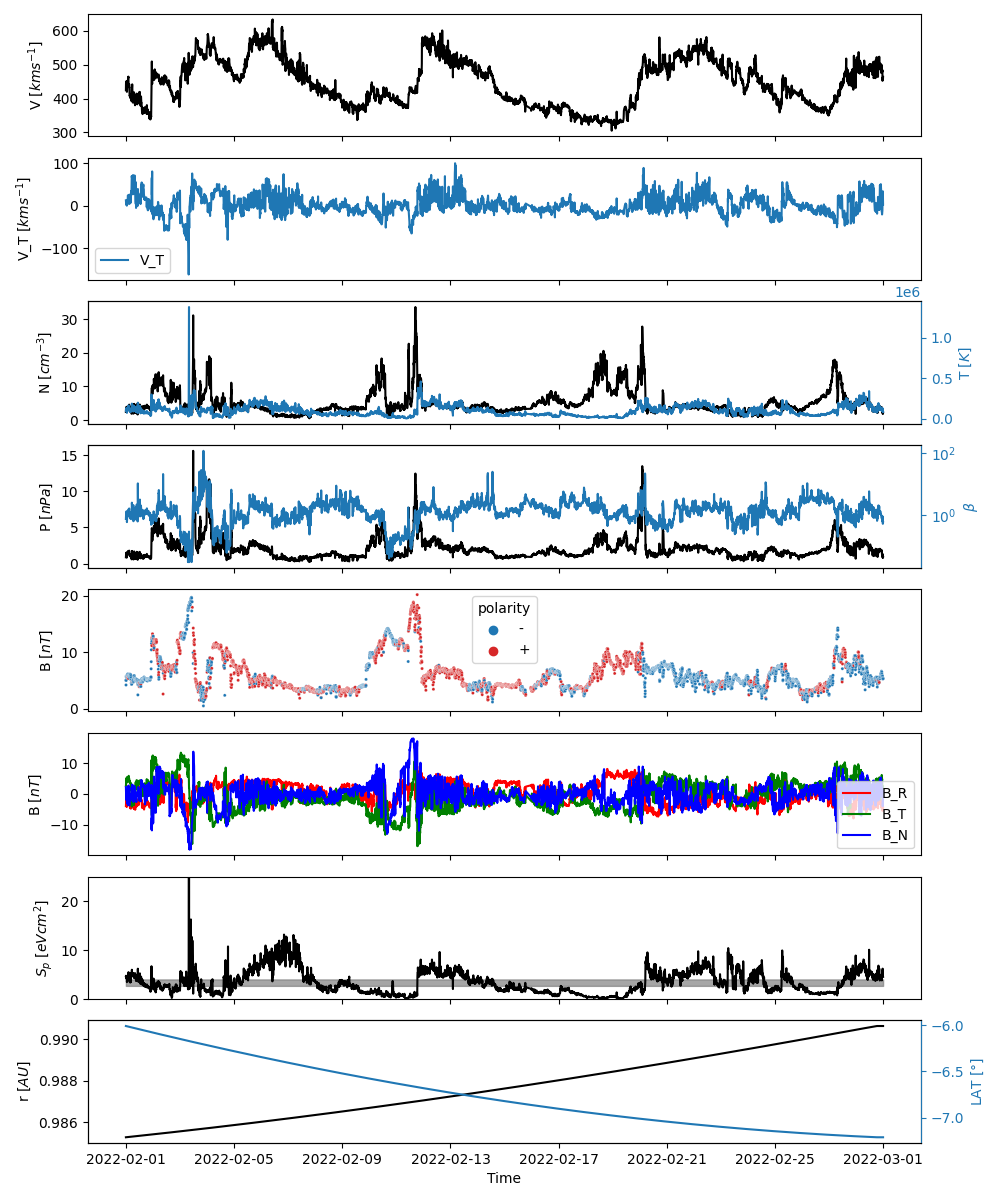 600
500
400
300
V [kms⁻¹]
100
0
−100
V_T [kms⁻¹]
V_T
1e6
30
20
10
0
N [cm⁻³]
1.0
0.5
0.0
T [K]
15
10
5
0
P [nPa]
10²
10⁰
β
20
10
0
B [nT]
polarity
-
+
10
0
−10
B [nT]
B_R
B_T
B_N
20
10
0
Sₚ [eVcm²]
0.990
0.988
0.986
r [AU]
−6.0
−6.5
−7.0
LAT [°]
2022-02-01 2022-02-05 2022-02-09 2022-02-13 2022-02-17 2022-02-21 2022-02-25 2022-03-01
Time